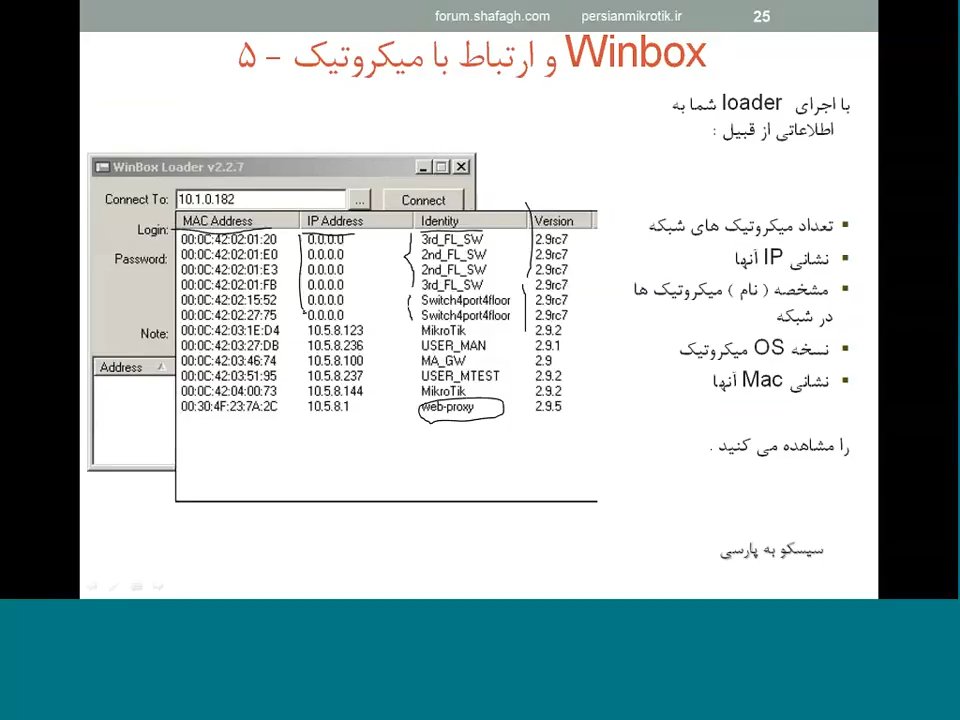 forum.shafagh.com persianmikrotik.ir 25
Winbox و ارتباط با میکروتیک - ۵
با اجرای loader شما به
اطلاعاتی از قبیل :
تعداد میکروتیک های شبکه
نشانی IP آنها
مشخصه ( نام ) میکروتیک ها
در شبکه
نسخه OS میکروتیک
نشانی Mac آنها
را مشاهده می کنید .
سیسکو به پارسی
WinBox Loader v2.2.7
Connect To: 10.1.0.182 ... Connect
Login:
Password:
Note:
Address
MAC Address IP Address Identity Version
00:0C:42:02:01:20 0.0.0.0 3rd_FL_SW 2.9rc7
00:0C:42:02:01:E0 0.0.0.0 2nd_FL_SW 2.9rc7
00:0C:42:02:01:E3 0.0.0.0 2nd_FL_SW 2.9rc7
00:0C:42:02:01:FB 0.0.0.0 3rd_FL_SW 2.9rc7
00:0C:42:02:15:52 0.0.0.0 Switch4port4floor 2.9rc7
00:0C:42:02:27:75 0.0.0.0 Switch4port4floor 2.9rc7
00:0C:42:03:1E:D4 10.5.8.123 MikroTik 2.9.2
00:0C:42:03:27:DB 10.5.8.236 USER_MAN 2.9.1
00:0C:42:03:46:74 10.5.8.100 MA_GW 2.9
00:0C:42:03:51:95 10.5.8.237 USER_MTEST 2.9.2
00:0C:42:04:00:73 10.5.8.144 MikroTik 2.9.2
00:30:4F:23:7A:2C 10.5.8.1 web-proxy 2.9.5